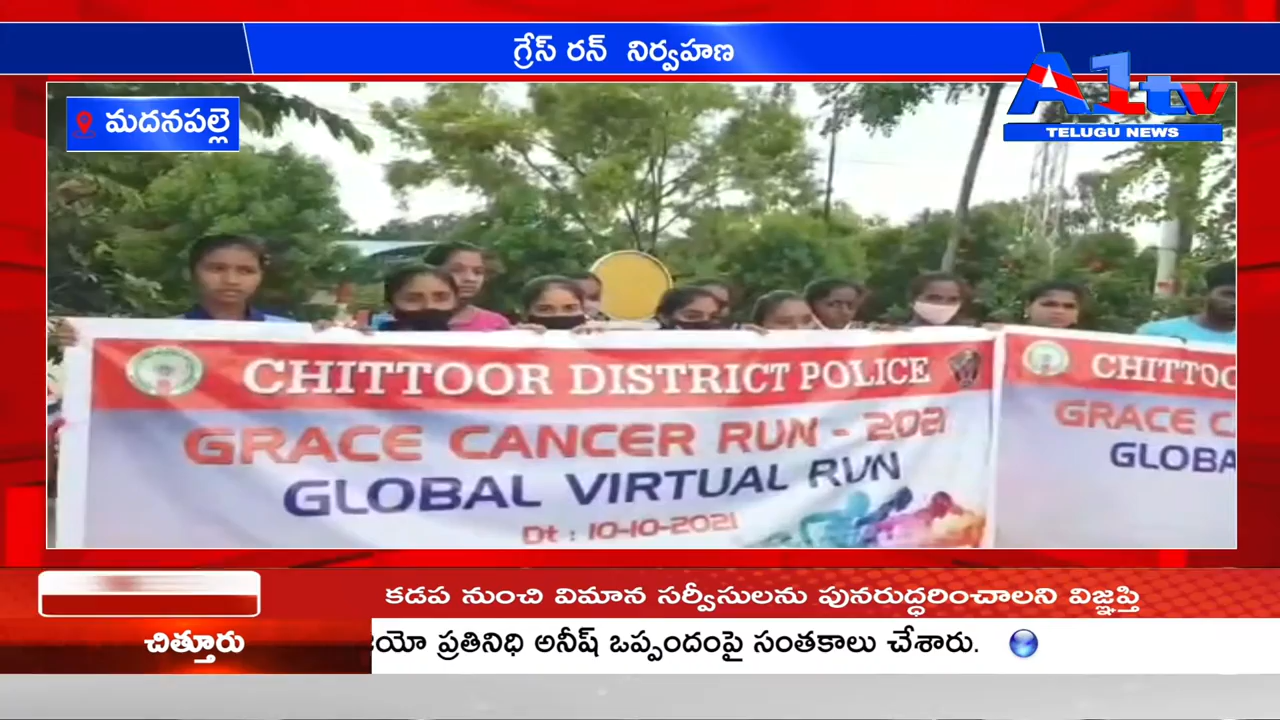 గ్రేస్ రన్ నిర్వహణ
A1tv
TELUGU NEWS
మదనపల్లె
CHITTOOR DISTRICT POLICE
GRACE CANCER RUN - 2021
GLOBAL VIRTUAL RUN
Dt : 10-10-2021
CHITTOO
GRACE C
GLOBA
కడప నుంచి విమాన సర్వీసులను పునరుద్ధరించాలని విజ్ఞప్తి
చిత్తూరు
ప్రతినిధి అనీష్ ఒప్పందంపై సంతకాలు చేశారు.